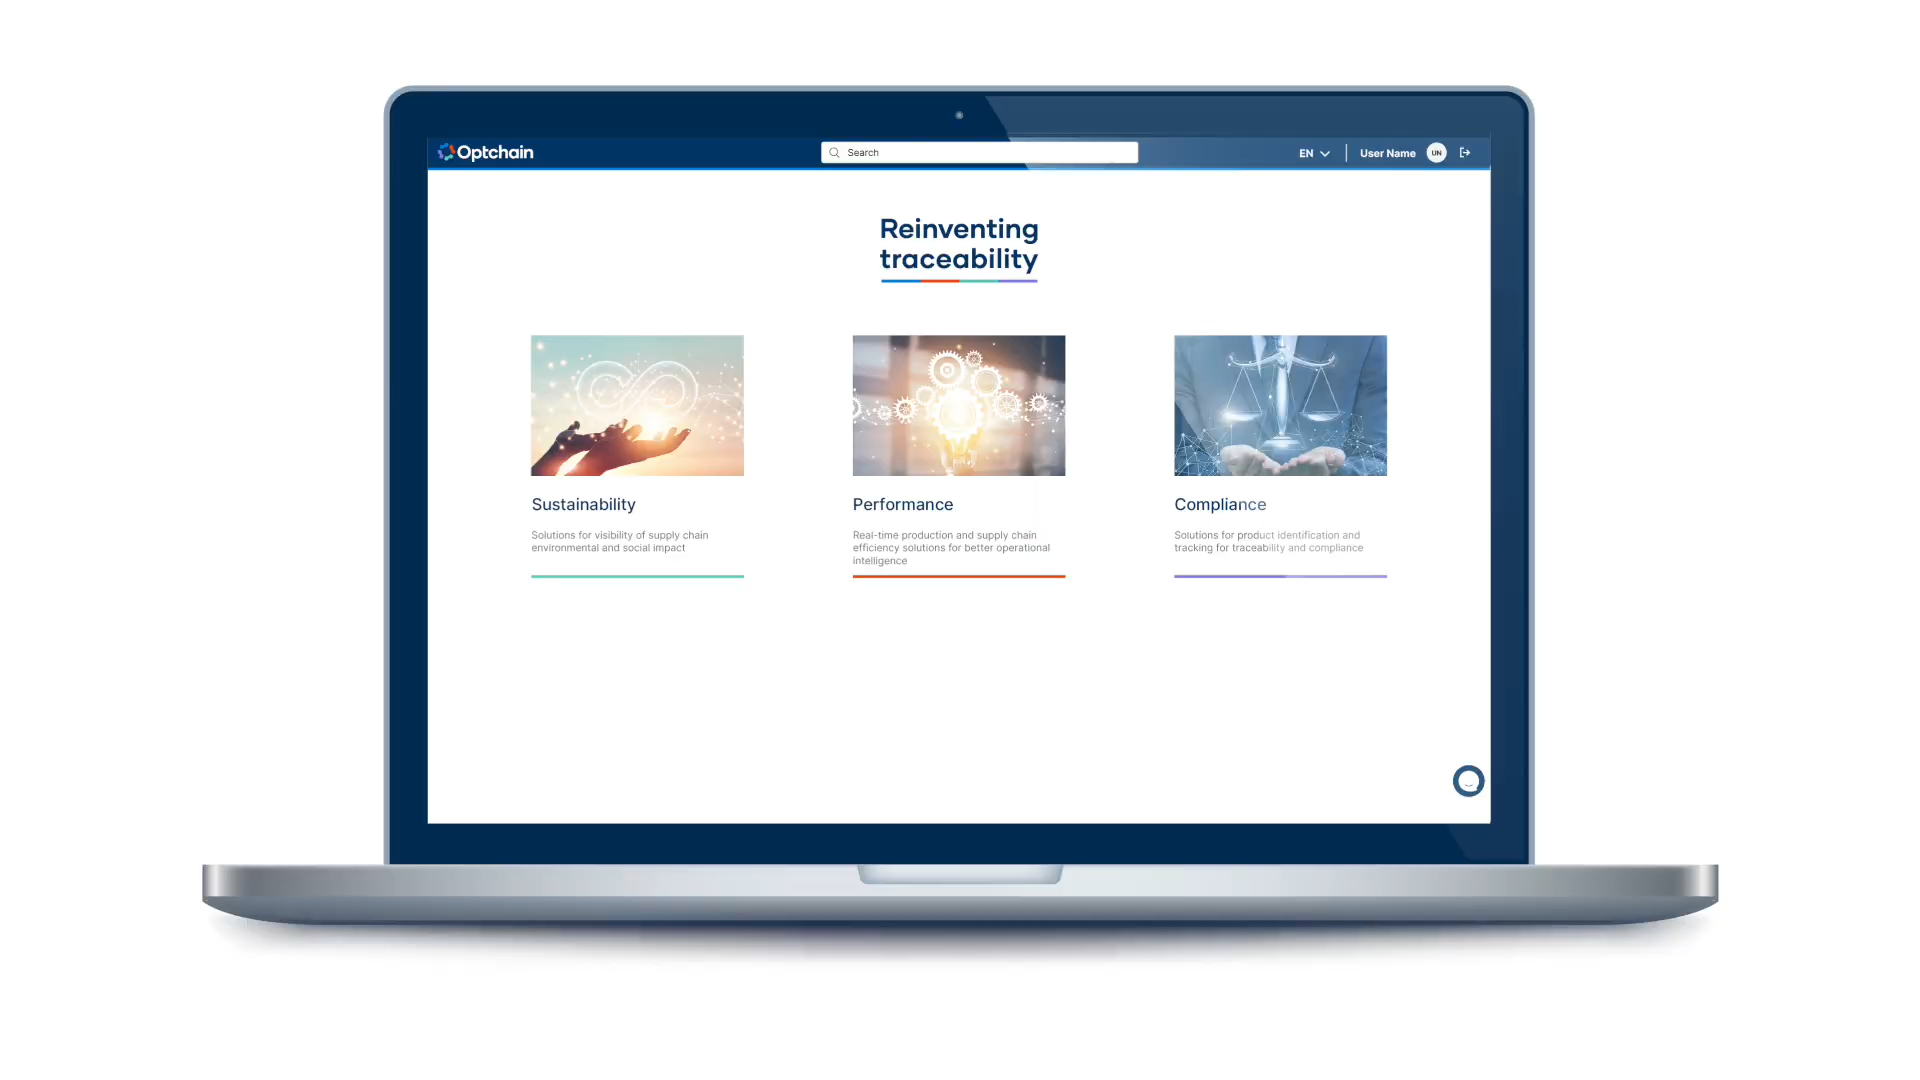 Optchain
Search
EN
User Name
UN
Reinventing
traceability
Sustainability
Solutions for visibility of supply chain
environmental and social impact
Performance
Real-time production and supply chain
efficiency solutions for better operational
intelligence
Compliance
Solutions for product identification and
tracking for traceability and compliance